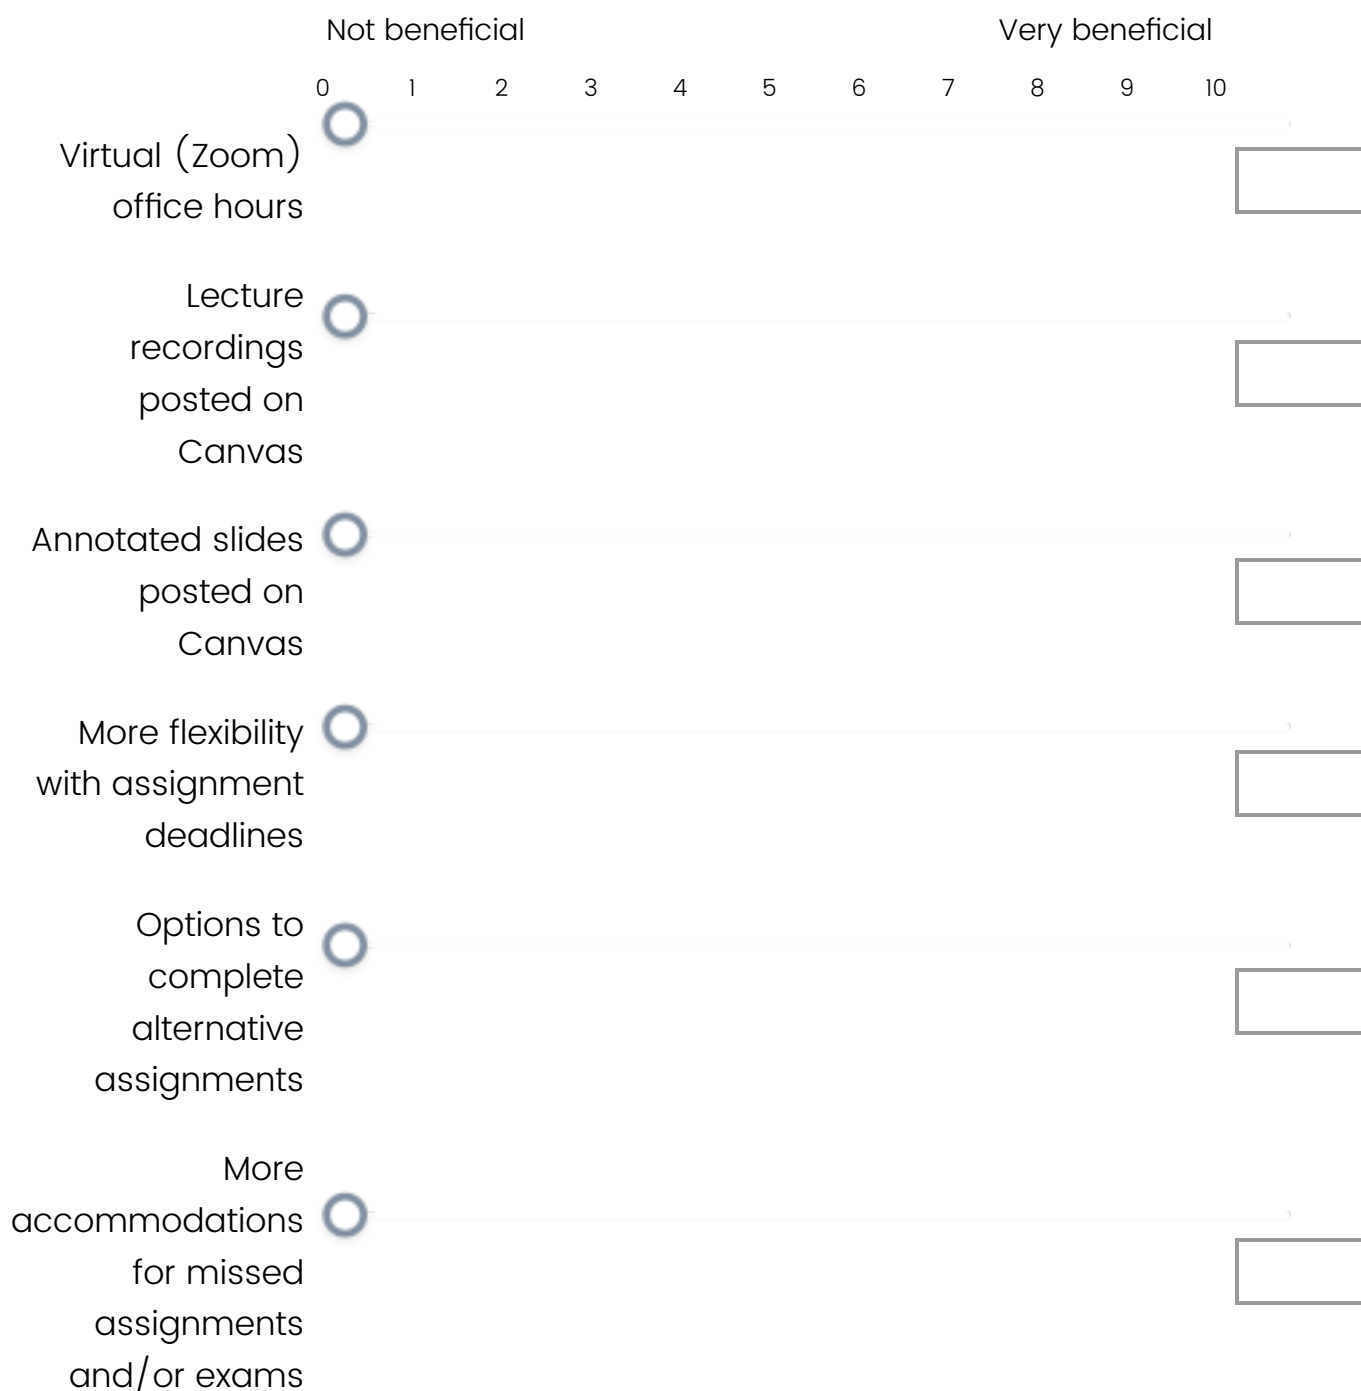 Not beneficial Very beneficial
0 1 2 3 4 5 6 7 8 9 10
Virtual (Zoom)
office hours
Lecture
recordings
posted on
Canvas
Annotated slides
posted on
Canvas
More flexibility
with assignment
deadlines
Options to
complete
alternative
assignments
More
accommodations
for missed
assignments
and/or exams